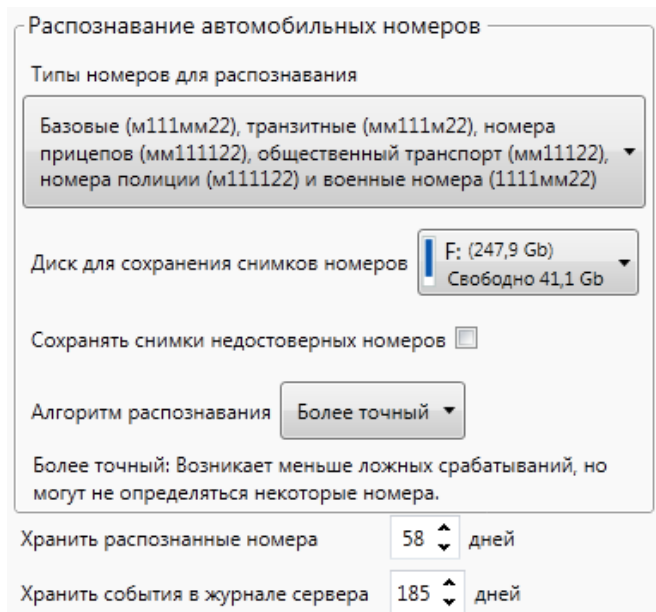 Распознавание автомобильных номеров
Типы номеров для распознавания
Базовые (м111мм22), транзитные (мм111м22), номера
прицепов (мм111122), общественный транспорт (мм11122),
номера полиции (м111122) и военные номера (1111мм22)
Диск для сохранения снимков номеров F: (247,9 Gb)
Свободно 41,1 Gb
Сохранять снимки недостоверных номеров
Алгоритм распознавания Более точный
Более точный: Возникает меньше ложных срабатываний, но
могут не определяться некоторые номера.
Хранить распознанные номера 58 дней
Хранить события в журнале сервера 185 дней